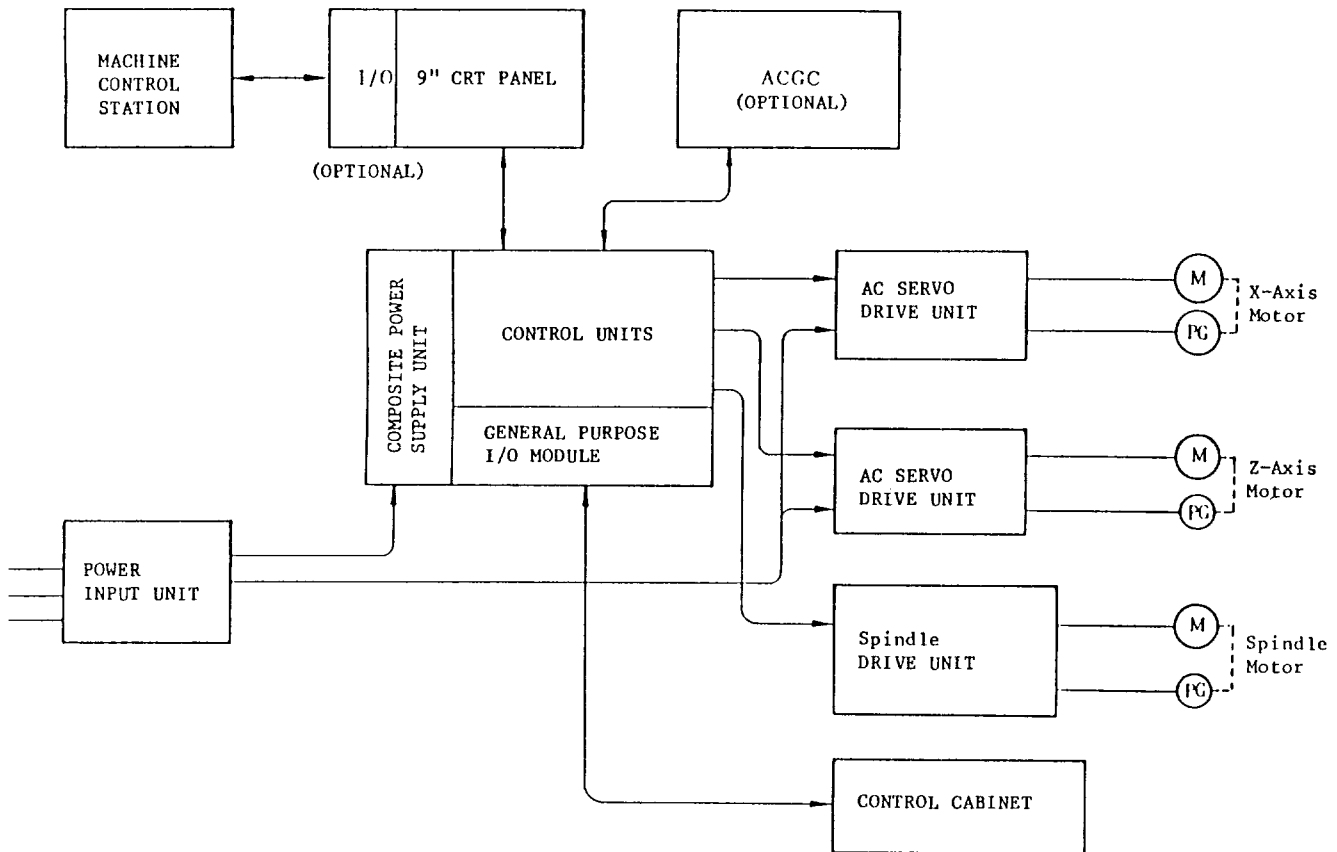 MACHINE
CONTROL
STATION
I/O
9" CRT PANEL
(OPTIONAL)
ACGC
(OPTIONAL)
COMPOSITE POWER
SUPPLY UNIT
CONTROL UNITS
GENERAL PURPOSE
I/O MODULE
AC SERVO
DRIVE UNIT
M
PG
X-Axis
Motor
AC SERVO
DRIVE UNIT
M
PG
Z-Axis
Motor
POWER
INPUT UNIT
Spindle
DRIVE UNIT
M
PG
Spindle
Motor
CONTROL CABINET